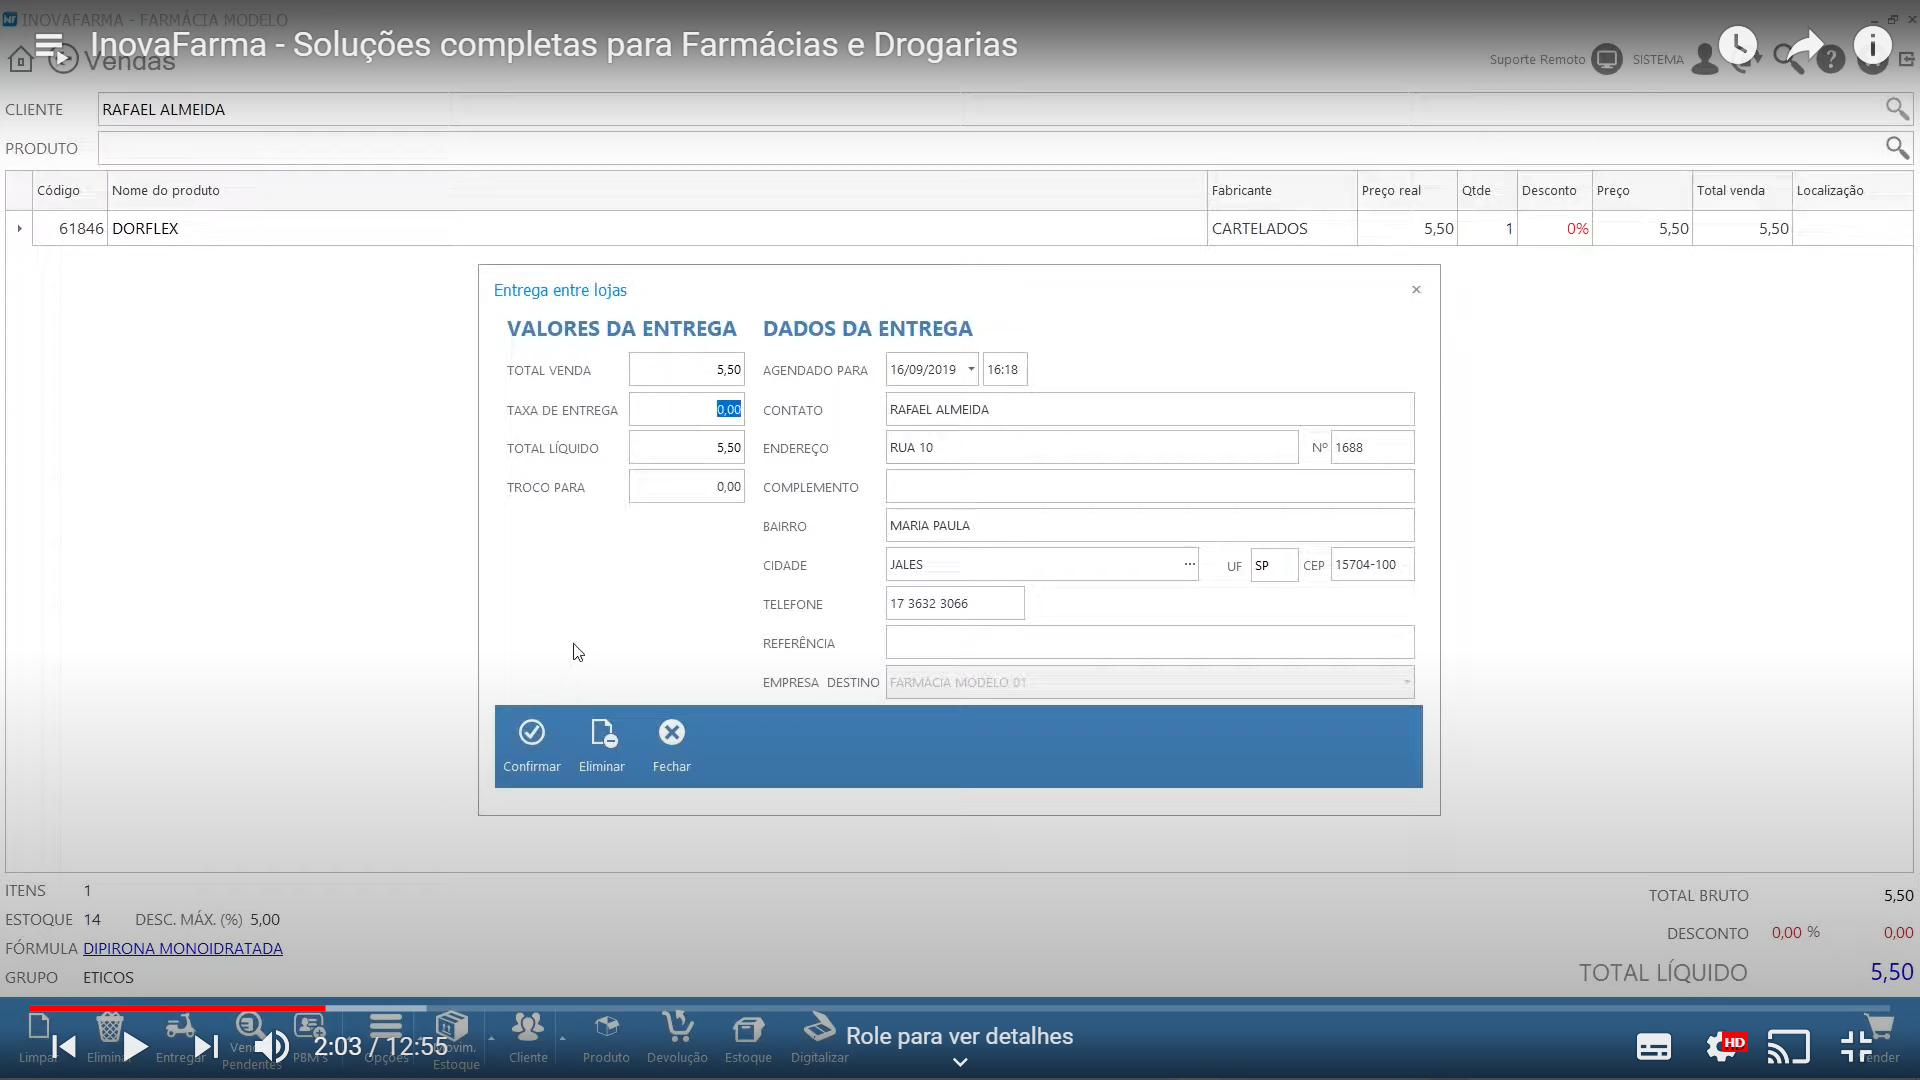 INOVAFARMA - FARMÁCIA MODELO
InovaFarma - Soluções completas para Farmácias e Drogarias
Vendas
Suporte Remoto
SISTEMA
CLIENTE RAFAEL ALMEIDA
PRODUTO
Código Nome do produto Fabricante Preço real Qtde Desconto Preço Total venda Localização
61846 DORFLEX CARTELADOS 5,50 1 0% 5,50 5,50
Entrega entre lojas
VALORES DA ENTREGA DADOS DA ENTREGA
TOTAL VENDA 5,50 AGENDADO PARA 16/09/2019 16:18
TAXA DE ENTREGA 0,00 CONTATO RAFAEL ALMEIDA
TOTAL LÍQUIDO 5,50 ENDEREÇO RUA 10 Nº 1688
TROCO PARA 0,00 COMPLEMENTO
BAIRRO MARIA PAULA
CIDADE JALES ... UF SP CEP 15704-100
TELEFONE 17 3632 3066
REFERÊNCIA
EMPRESA DESTINO FARMÁCIA MODELO 01
Confirmar Eliminar Fechar
ITENS 1
ESTOQUE 14 DESC. MÁX. (%) 5,00
FÓRMULA DIPIRONA MONOIDRATADA
GRUPO ETICOS
TOTAL BRUTO 5,50
DESCONTO 0,00 % 0,00
TOTAL LÍQUIDO 5,50
2:03 / 12:55
Role para ver detalhes
HD
Pendentes Opções Estoque Cliente Produto Devolução Estoque Digitalizar